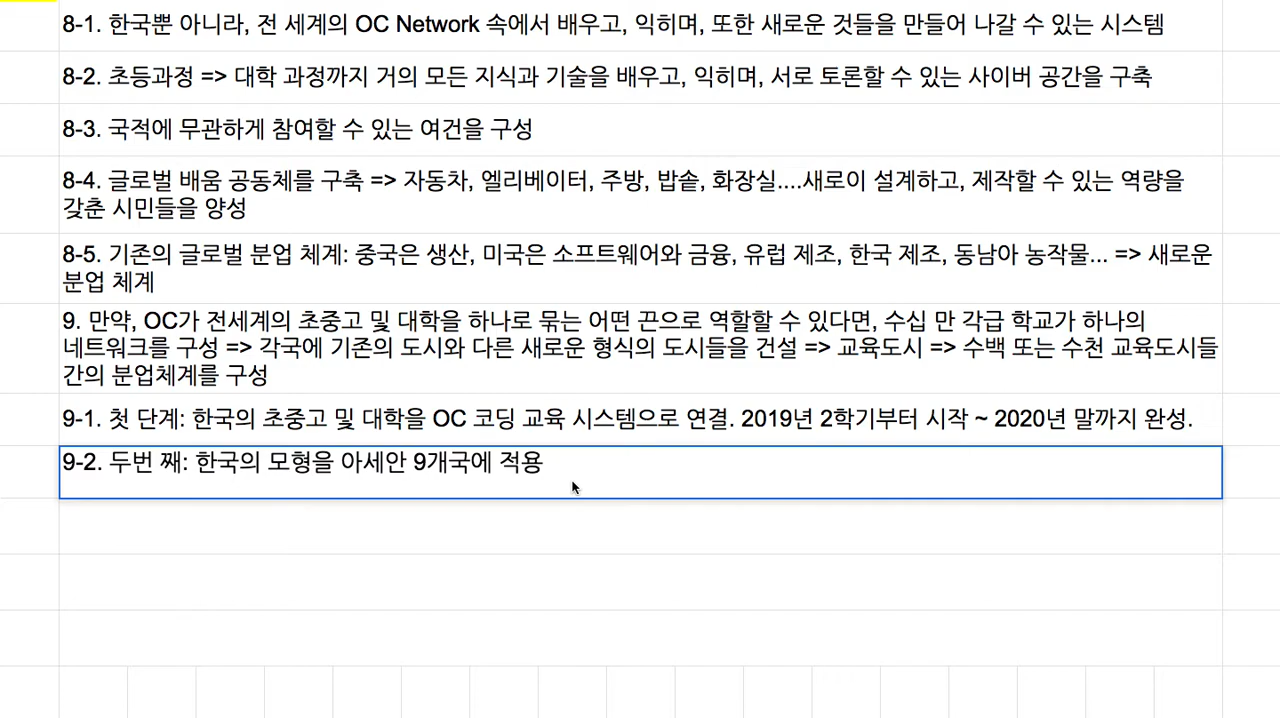 8-1. 한국뿐 아니라, 전 세계의 OC Network 속에서 배우고, 익히며, 또한 새로운 것들을 만들어 나갈 수 있는 시스템
8-2. 초등과정 => 대학 과정까지 거의 모든 지식과 기술을 배우고, 익히며, 서로 토론할 수 있는 사이버 공간을 구축
8-3. 국적에 무관하게 참여할 수 있는 여건을 구성
8-4. 글로벌 배움 공동체를 구축 => 자동차, 엘리베이터, 주방, 밥솥, 화장실....새로이 설계하고, 제작할 수 있는 역량을
갖춘 시민들을 양성
8-5. 기존의 글로벌 분업 체계: 중국은 생산, 미국은 소프트웨어와 금융, 유럽 제조, 한국 제조, 동남아 농작물... => 새로운
분업 체계
9. 만약, OC가 전세계의 초중고 및 대학을 하나로 묶는 어떤 끈으로 역할할 수 있다면, 수십 만 각급 학교가 하나의
네트워크를 구성 => 각국에 기존의 도시와 다른 새로운 형식의 도시들을 건설 => 교육도시 => 수백 또는 수천 교육도시들
간의 분업체계를 구성
9-1. 첫 단계: 한국의 초중고 및 대학을 OC 코딩 교육 시스템으로 연결. 2019년 2학기부터 시작 ~ 2020년 말까지 완성.
9-2. 두번 째: 한국의 모형을 아세안 9개국에 적용